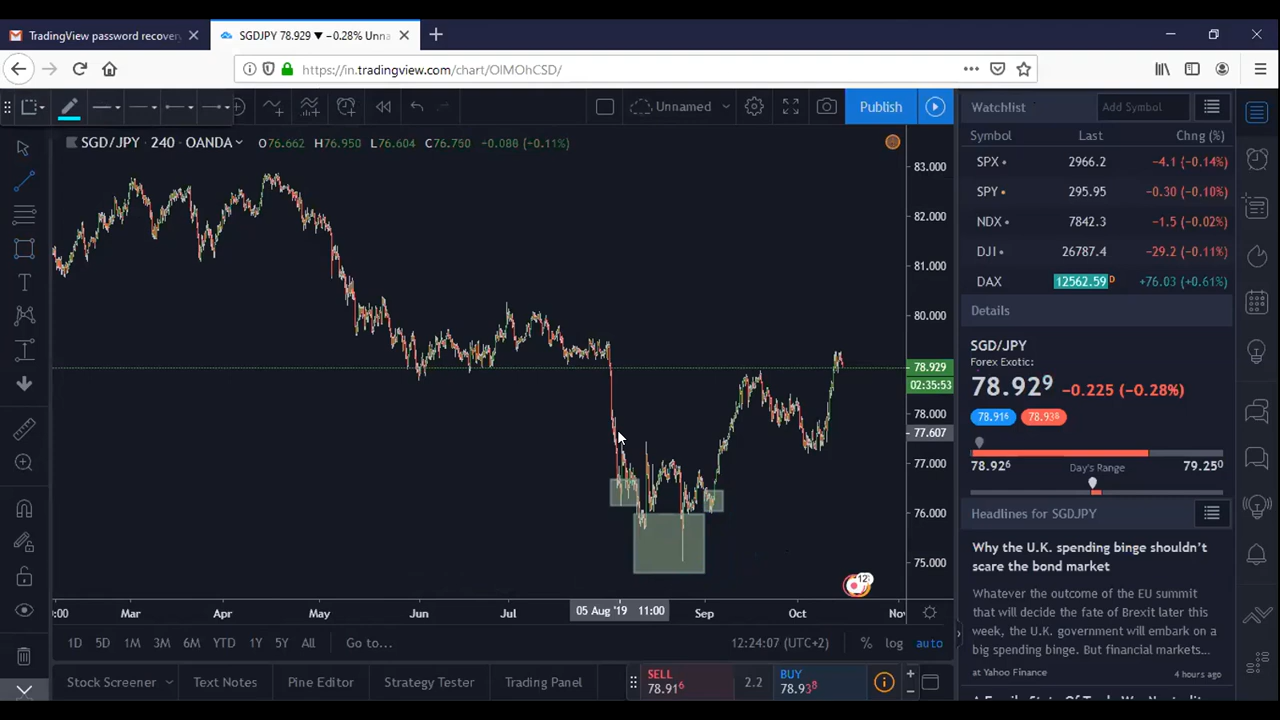 TradingView password recovery
SGDJPY 78.929 ▼ −0.28% Unna
https://in.tradingview.com/chart/OIMOhCSD/
Unnamed
Publish
Watchlist
Add Symbol
SGD/JPY · 240 · OANDA
O76.662 H76.950 L76.604 C76.750 −0.086 (+0.11%)
Symbol Last Chng (%)
SPX 2966.2 −4.1 (−0.14%)
SPY 295.95 −0.30 (−0.10%)
NDX 7842.3 −1.5 (−0.02%)
DJI 26787.4 −29.2 (−0.11%)
DAX 12562.59 D +76.03 (+0.61%)
Details
SGD/JPY
Forex Exotic:
78.929 −0.225 (−0.28%)
78.916 78.938
78.926 Day's Range 79.250
Headlines for SGDJPY
Why the U.K. spending binge shouldn't
scare the bond market
Whatever the outcome of the EU summit
that will decide the fate of Brexit later this
week, the U.K. government will embark on
a big spending binge. But financial markets...
at Yahoo Finance 4 hours ago
83.000
82.000
81.000
80.000
78.929
02:35:53
78.000
77.607
77.000
76.000
75.000
:00 Mar Apr May Jun Jul 05 Aug '19 11:00 Sep Oct No
1D 5D 1M 3M 6M YTD 1Y 5Y All Go to... 12:24:07 (UTC+2) % log auto
Stock Screener Text Notes Pine Editor Strategy Tester Trading Panel
SELL
78.916
2.2
BUY
78.938